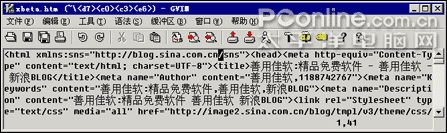 xbeta.htm (~\<d7><c0><c3><e6>) - GVIM
PConline.com.cn
文件(F) 编辑(E) 工具(T) 语法(S) 缓冲区(B) 窗口(W) 帮助(H)
<html xmlns:sns="http://blog.sina.com.cn/sns"><head><meta http-equiv="Content-Ty
pe" content="text/html; charset=UTF-8"><title>善用佳软:精品免费软件 - 善用佳软 -
新浪BLOG</title><meta name="Author" content="善用佳软,1188742767"><meta name="K
eywords" content="善用佳软:精品免费软件,善用佳软,新浪BLOG"><meta name="Descripti
on" content="善用佳软:精品免费软件 善用佳软 新浪BLOG"><link rel="Stylesheet" type
="text/css" media="all" href="http://image2.sina.com.cn/blog/tmpl/v3/theme/css/
1,41